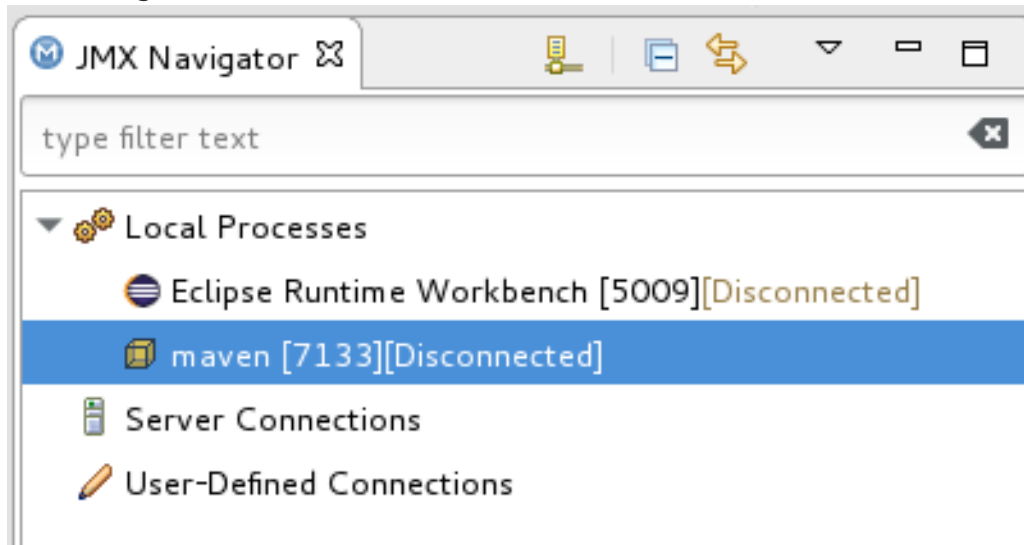 JMX Navigator
type filter text
Local Processes
Eclipse Runtime Workbench [5009][Disconnected]
maven [7133][Disconnected]
Server Connections
User-Defined Connections